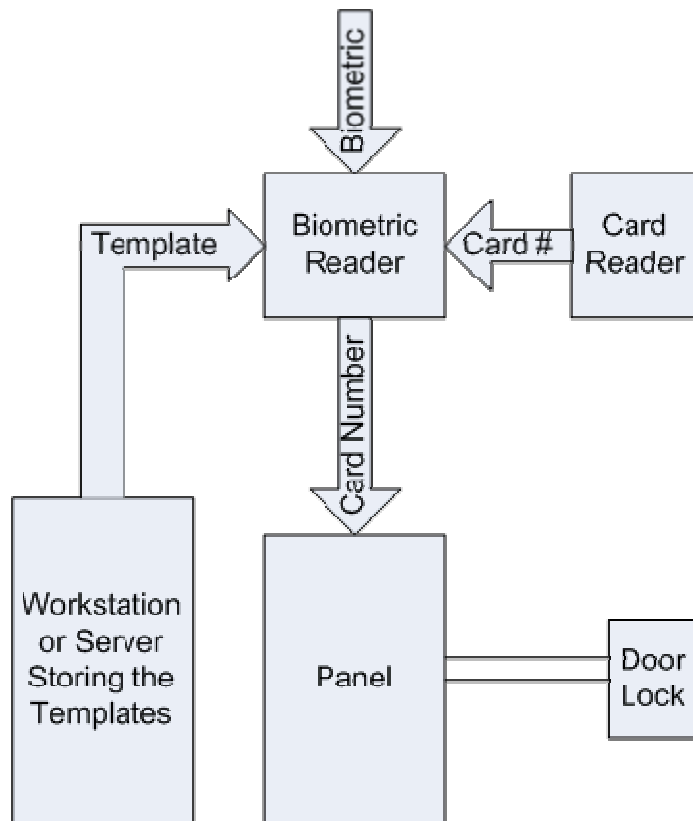 Biometric
Biometric
Reader
Template
Card #
Card
Reader
Card Number
Workstation
or Server
Storing the
Templates
Panel
Door
Lock